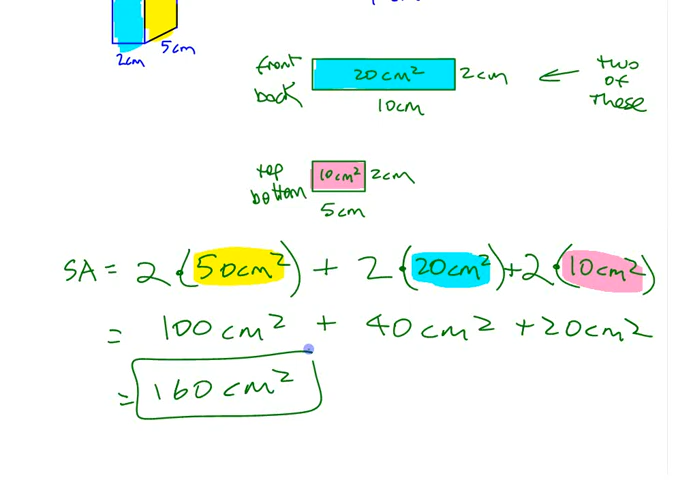 5cm
2cm
front
back
20cm²
2cm
10cm
two
of
these
top
bottom
10cm²
2cm
5cm
SA = 2·(50cm²) + 2·(20cm²)+2·(10cm²)
= 100cm² + 40cm² +20cm²
= 160cm²